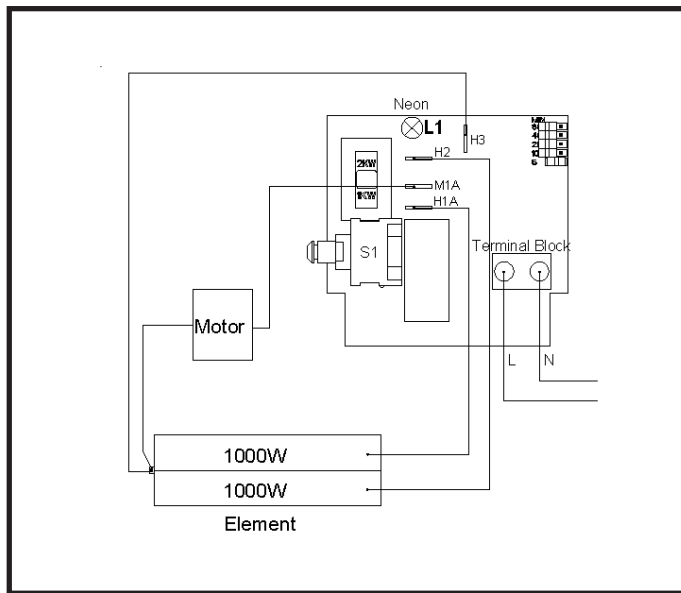 Neon
L1
H3
H2
2KW
M1A
1KW
H1A
S1
Terminal Block
Motor
L N
1000W
1000W
Element